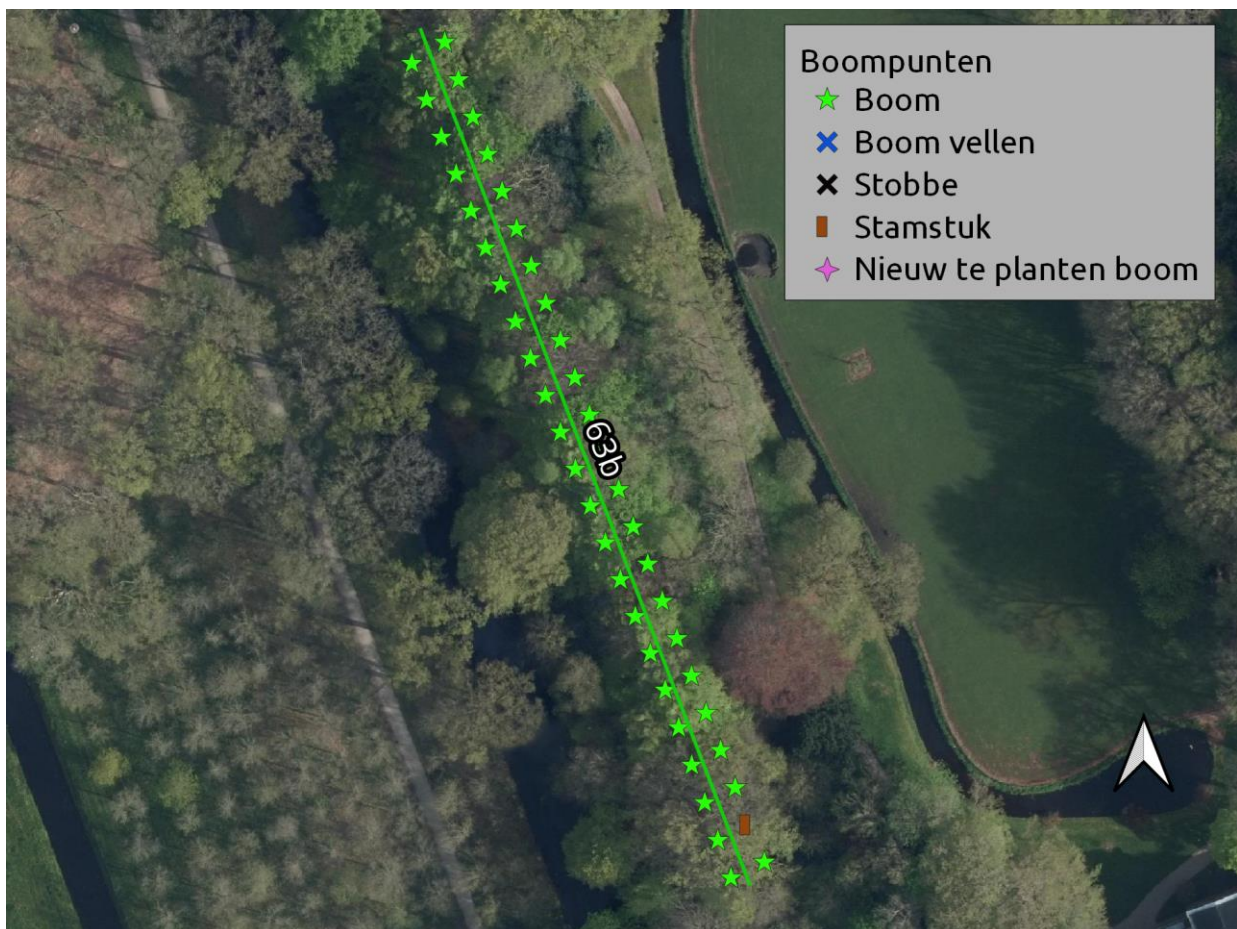 Boompunten
Boom
Boom vellen
Stobbe
Stamstuk
Nieuw te planten boom
63b